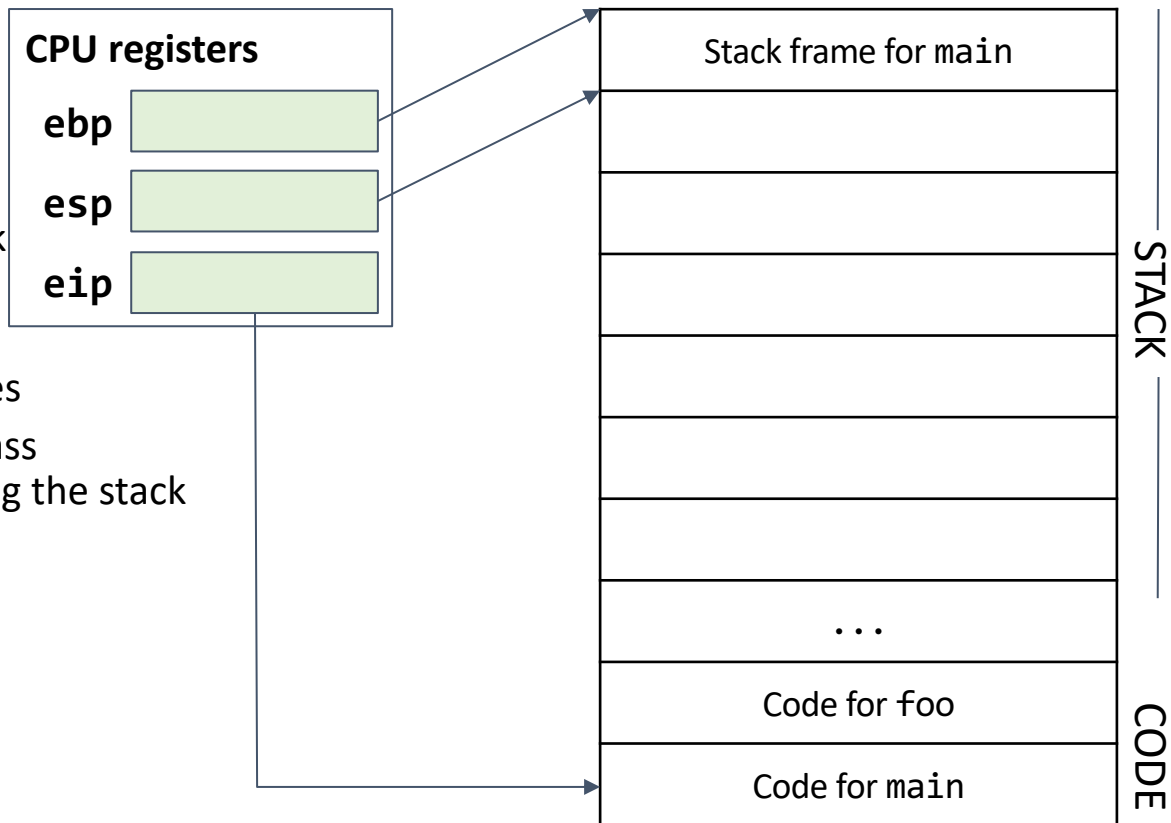 CPU registers
ebp
esp
eip
k
es
ass
g the stack
Stack frame for main
...
Code for foo
Code for main
STACK
CODE